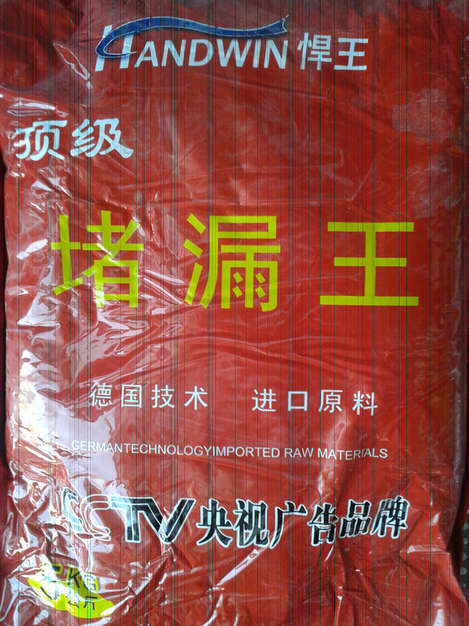 HANDWIN 悍王
顶级
堵漏王
德国技术 进口原料
GERMANTECHNOLOGYIMPORTED RAW MATERIALS
CCTV 央视广告品牌